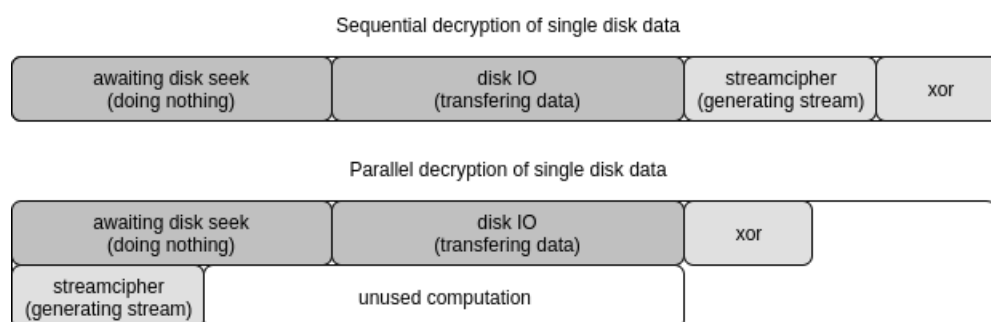 Sequential decryption of single disk data
awaiting disk seek
(doing nothing)
disk IO
(transfering data)
streamcipher
(generating stream)
xor
Parallel decryption of single disk data
awaiting disk seek
(doing nothing)
disk IO
(transfering data)
xor
streamcipher
(generating stream)
unused computation